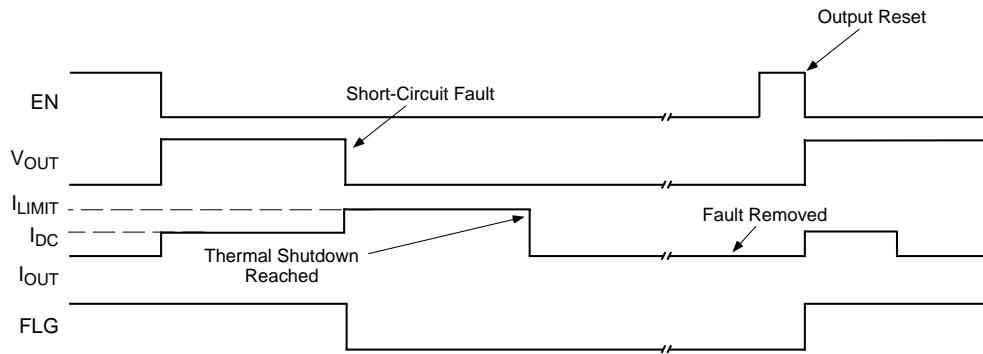 Output Reset
EN
Short-Circuit Fault
VOUT
ILIMIT
IDC
Fault Removed
Thermal Shutdown
Reached
IOUT
FLG